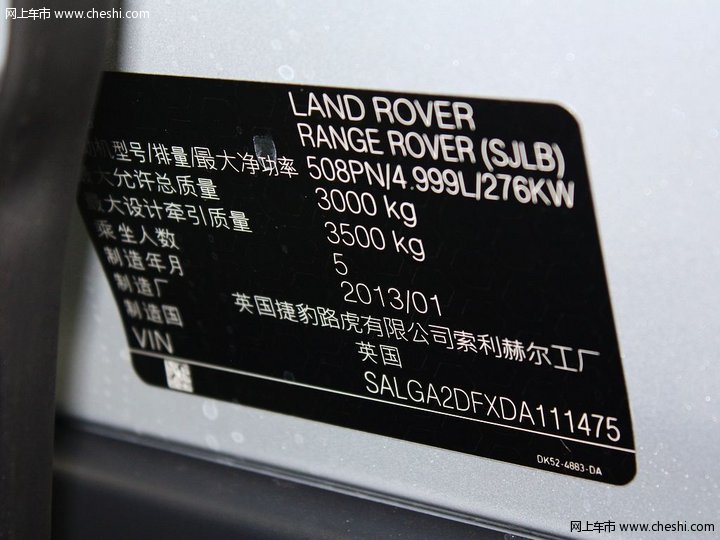 网上车市 www.cheshi.com
LAND ROVER
RANGE ROVER (SJLB)
机型号/排量/最大净功率 508PN/4.999L/276KW
最大允许总质量 3000 kg
最大设计牵引质量 3500 kg
乘坐人数 5
制造年月 2013/01
制造厂 英国捷豹路虎有限公司索利赫尔工厂
制造国 英国
VIN SALGA2DFXDA111475
DK52-4883-DA
网上车市 www.cheshi.com